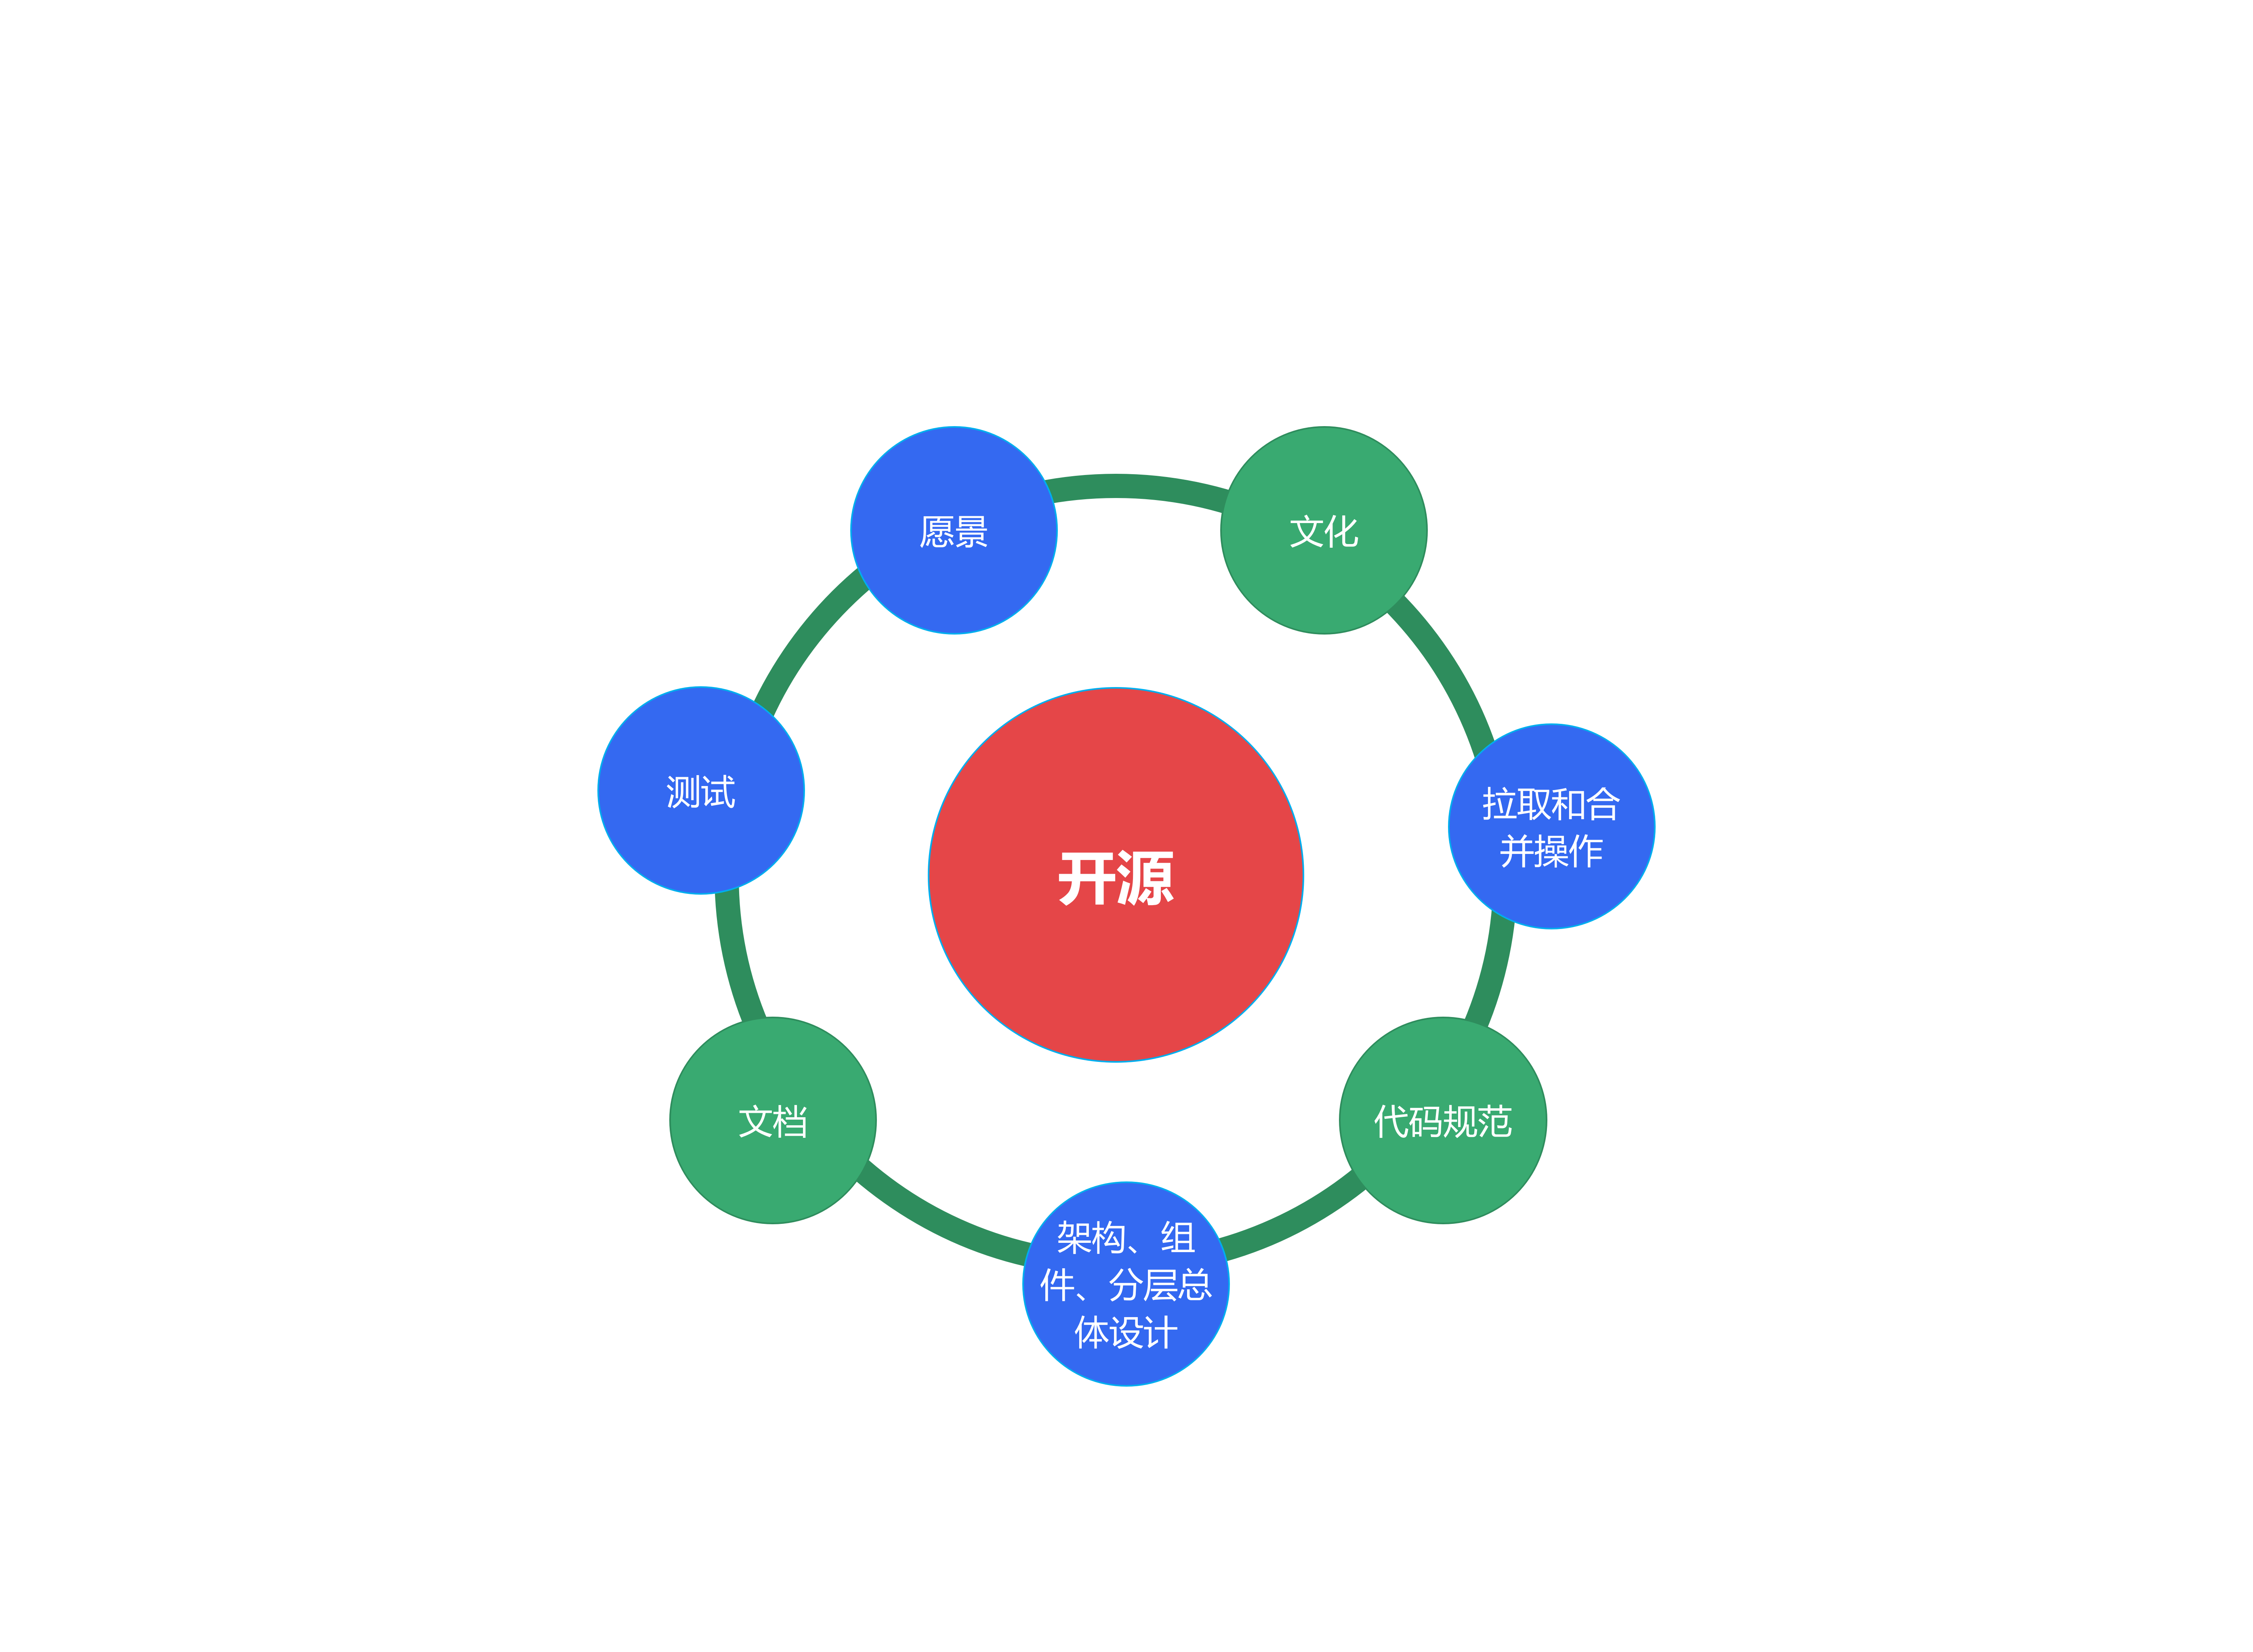 愿景
文化
测试
拉取和合
并操作
开源
文档
代码规范
架构、组
件、分层总
体设计